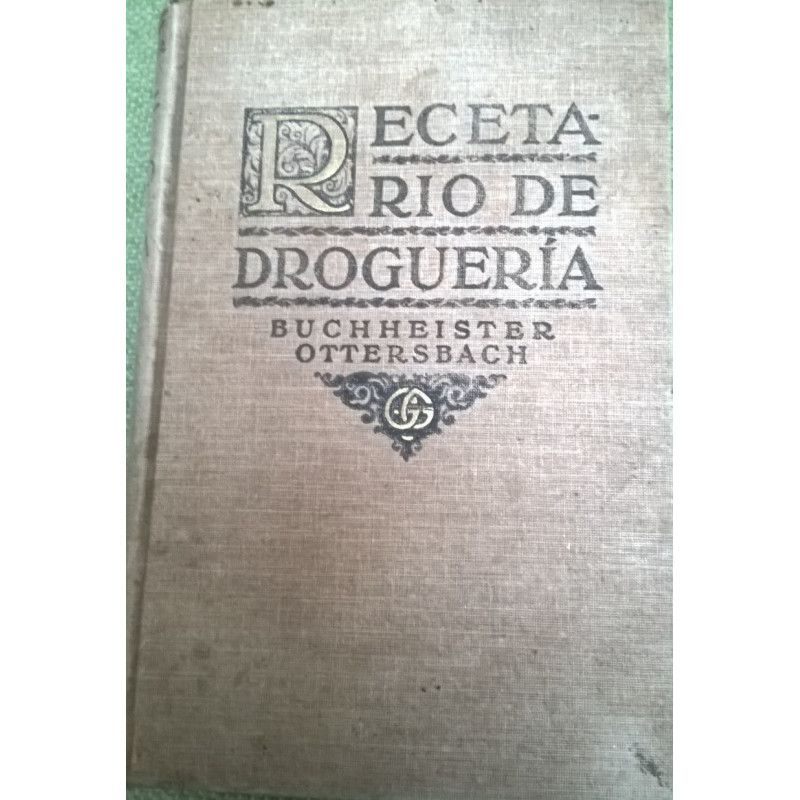 RECETA-
RIO DE
DROGUERÍA
BUCHHEISTER
OTTERSBACH